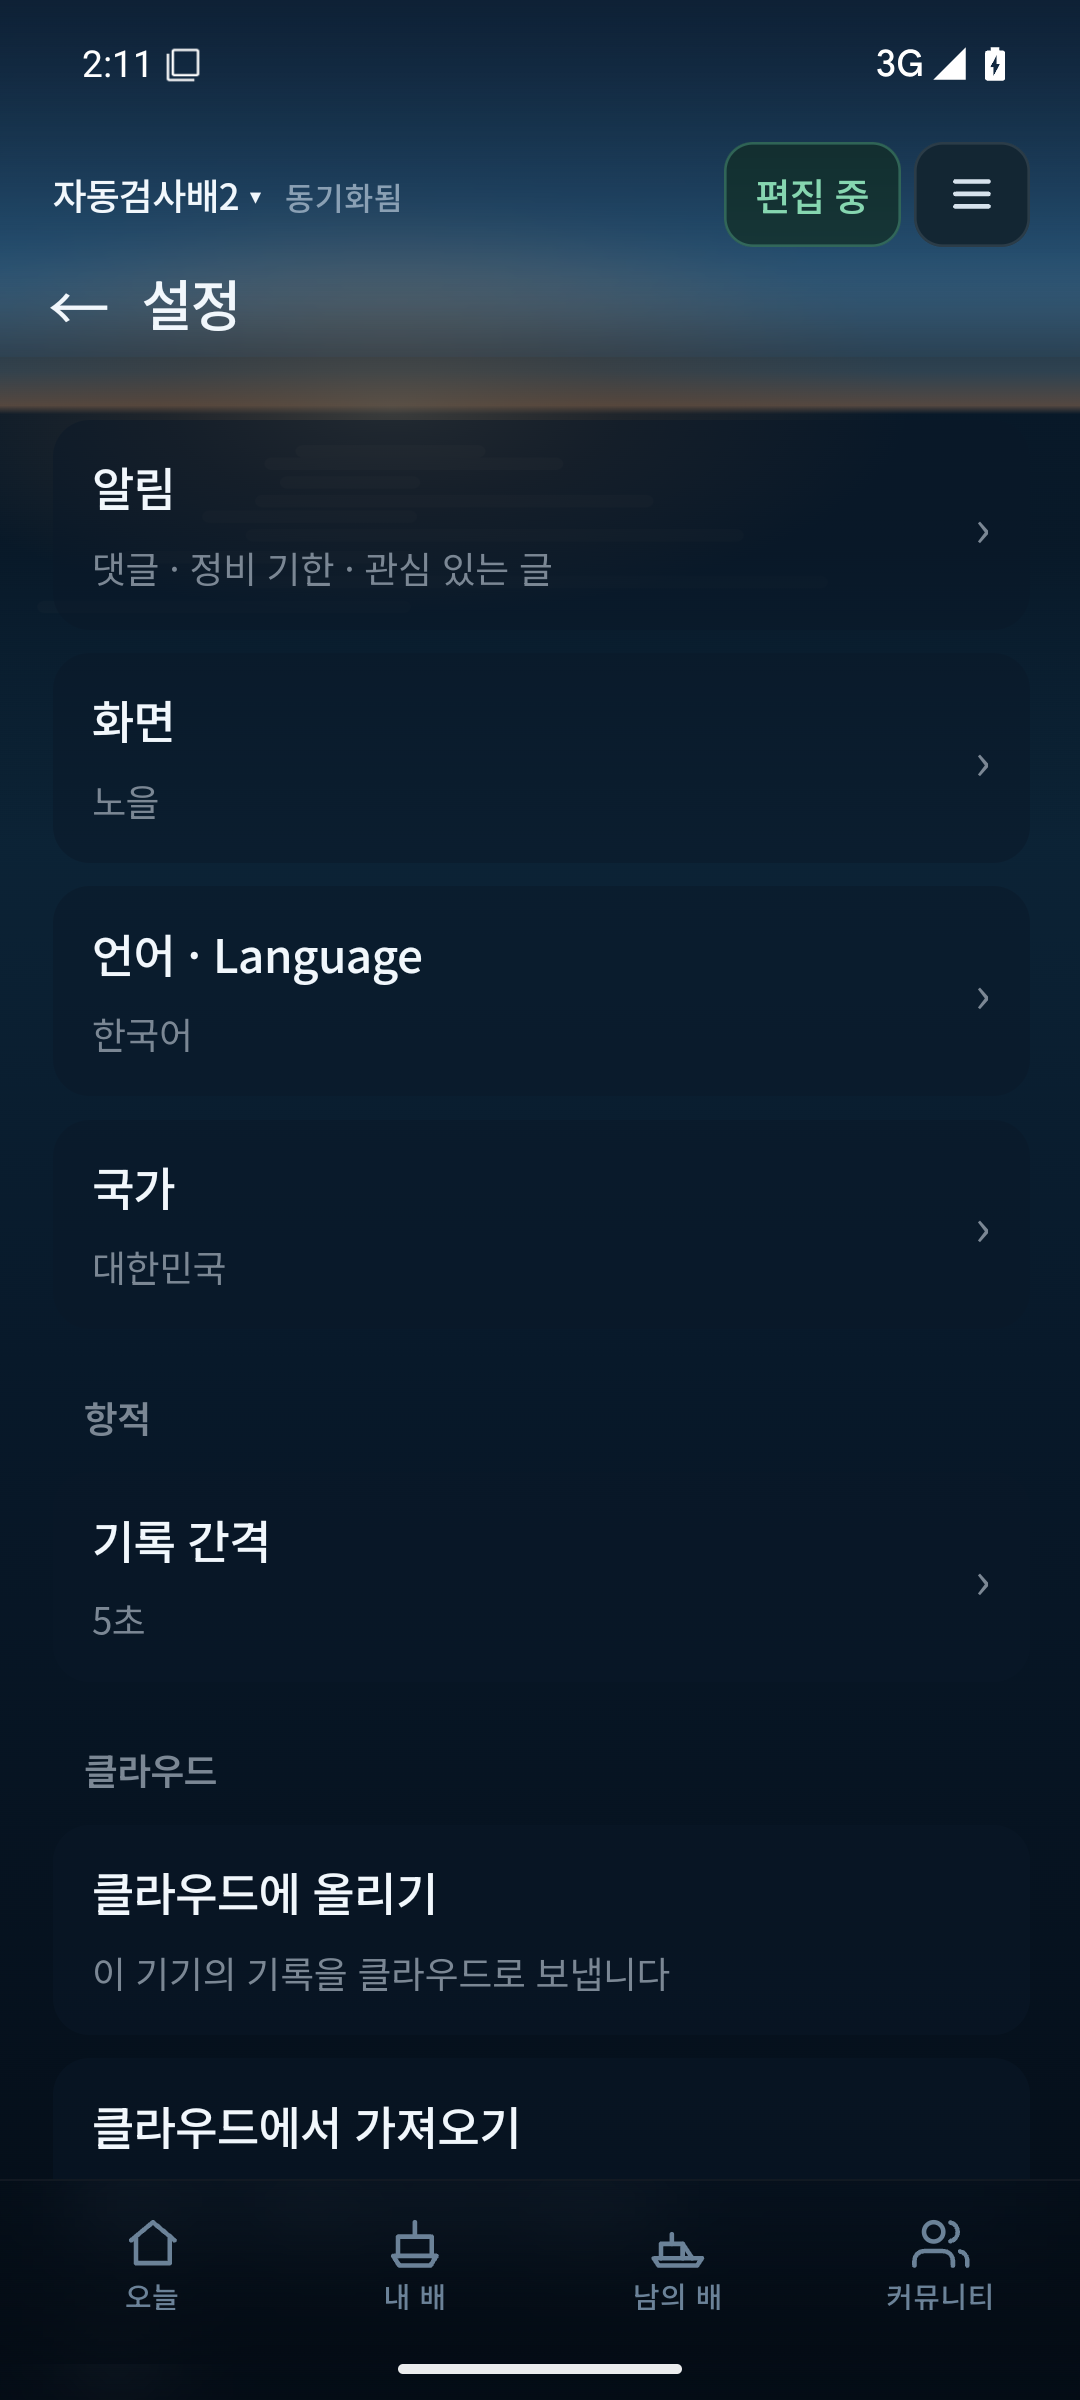 2:11
3G
자동검사배2 ▾ 동기화됨
편집 중
← 설정
알림
댓글 · 정비 기한 · 관심 있는 글
화면
노을
언어 · Language
한국어
국가
대한민국
항적
기록 간격
5초
클라우드
클라우드에 올리기
이 기기의 기록을 클라우드로 보냅니다
클라우드에서 가져오기
오늘
내 배
남의 배
커뮤니티